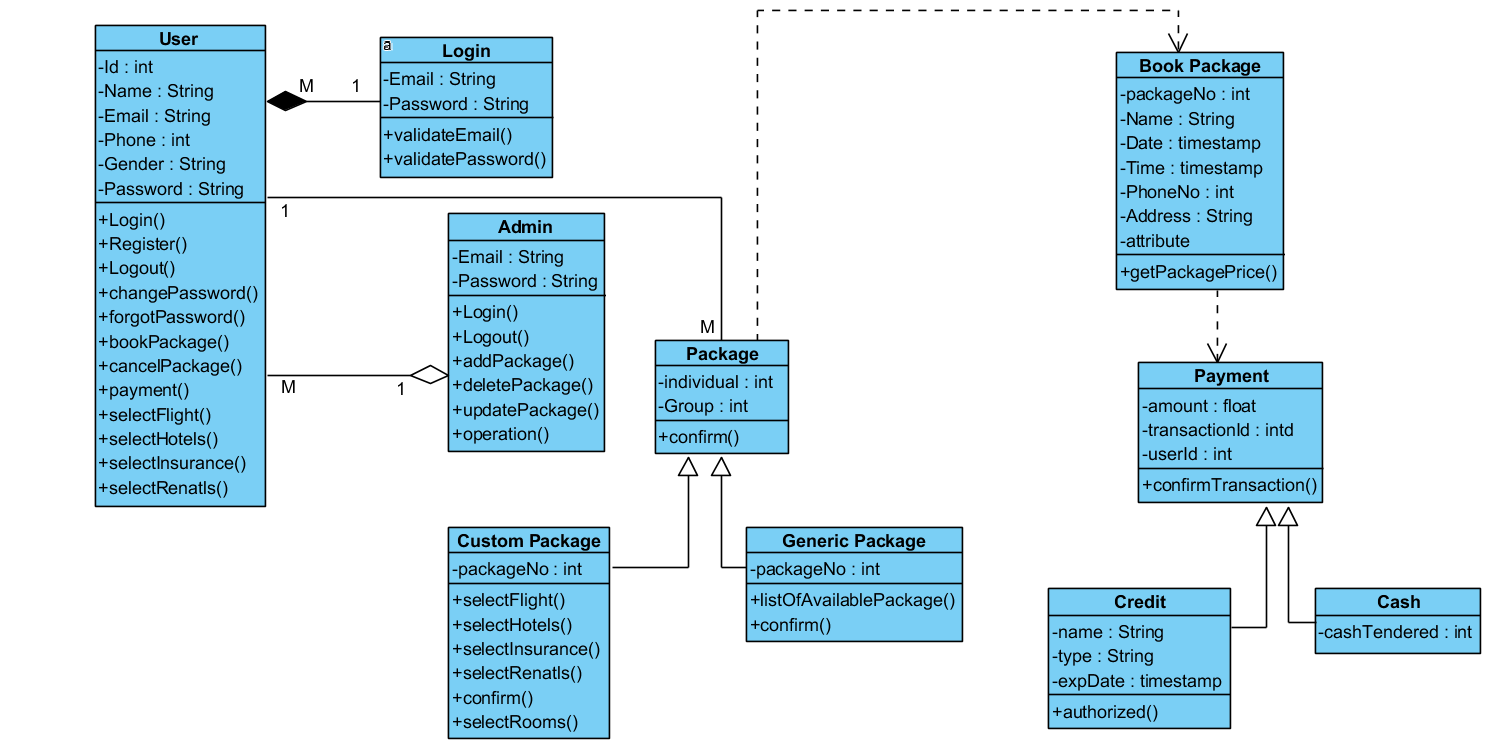 User
-Id : int
-Name : String
-Email : String
-Phone : int
-Gender : String
-Password : String
+Login()
+Register()
+Logout()
+changePassword()
+forgotPassword()
+bookPackage()
+cancelPackage()
+payment()
+selectFlight()
+selectHotels()
+selectInsurance()
+selectRenatls()
M
1
a
Login
-Email : String
-Password : String
+validateEmail()
+validatePassword()
1
M
M
1
Admin
-Email : String
-Password : String
+Login()
+Logout()
+addPackage()
+deletePackage()
+updatePackage()
+operation()
Package
-individual : int
-Group : int
+confirm()
Custom Package
-packageNo : int
+selectFlight()
+selectHotels()
+selectInsurance()
+selectRenatls()
+confirm()
+selectRooms()
Generic Package
-packageNo : int
+listOfAvailablePackage()
+confirm()
Book Package
-packageNo : int
-Name : String
-Date : timestamp
-Time : timestamp
-PhoneNo : int
-Address : String
-attribute
+getPackagePrice()
Payment
-amount : float
-transactionId : intd
-userId : int
+confirmTransaction()
Credit
-name : String
-type : String
-expDate : timestamp
+authorized()
Cash
-cashTendered : int